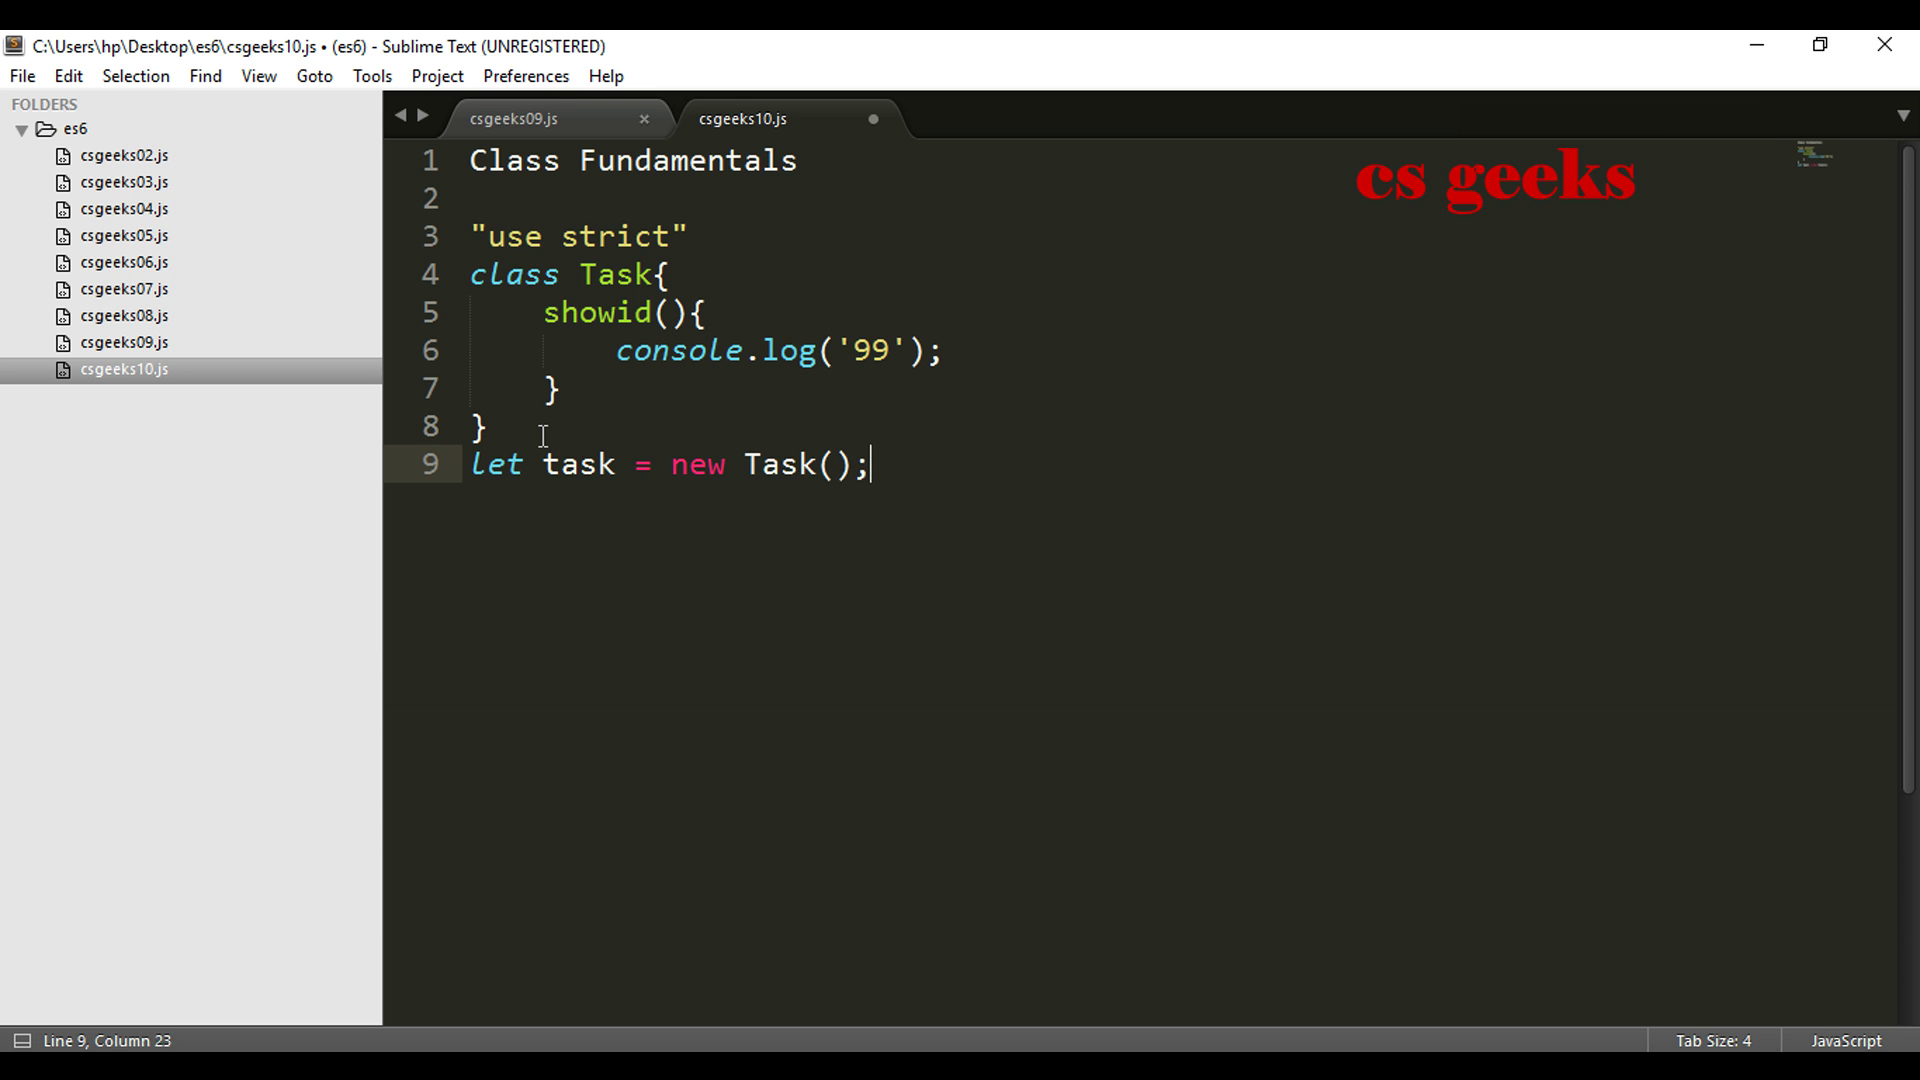 C:\Users\hp\Desktop\es6\csgeeks10.js • (es6) - Sublime Text (UNREGISTERED)
File Edit Selection Find View Goto Tools Project Preferences Help
FOLDERS
es6
csgeeks02.js
csgeeks03.js
csgeeks04.js
csgeeks05.js
csgeeks06.js
csgeeks07.js
csgeeks08.js
csgeeks09.js
csgeeks10.js
csgeeks09.js × csgeeks10.js
cs geeks
1 Class Fundamentals
2
3 "use strict"
4 class Task{
5     showid(){
6         console.log('99');
7     }
8 }
9 let task = new Task();
Line 9, Column 23
Tab Size: 4
JavaScript